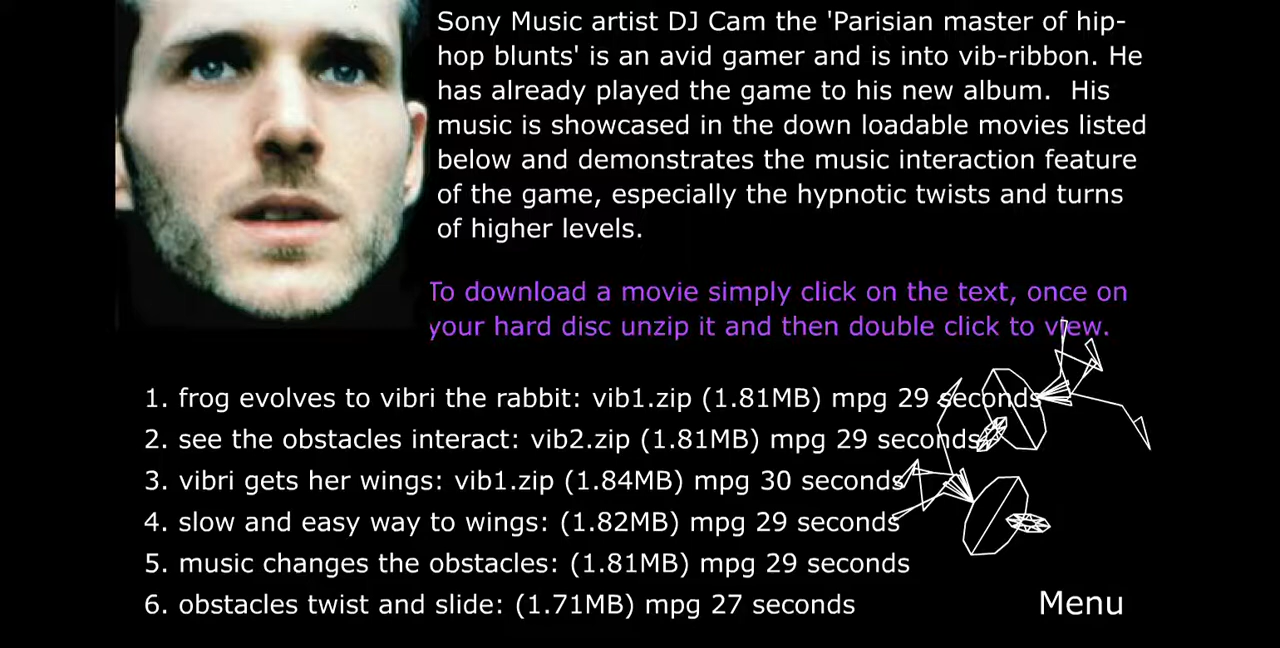 Sony Music artist DJ Cam the 'Parisian master of hip-
hop blunts' is an avid gamer and is into vib-ribbon. He
has already played the game to his new album.  His
music is showcased in the down loadable movies listed
below and demonstrates the music interaction feature
of the game, especially the hypnotic twists and turns
of higher levels.
To download a movie simply click on the text, once on
your hard disc unzip it and then double click to view.
1. frog evolves to vibri the rabbit: vib1.zip (1.81MB) mpg 29 seconds
2. see the obstacles interact: vib2.zip (1.81MB) mpg 29 seconds
3. vibri gets her wings: vib1.zip (1.84MB) mpg 30 seconds
4. slow and easy way to wings: (1.82MB) mpg 29 seconds
5. music changes the obstacles: (1.81MB) mpg 29 seconds
6. obstacles twist and slide: (1.71MB) mpg 27 seconds
Menu